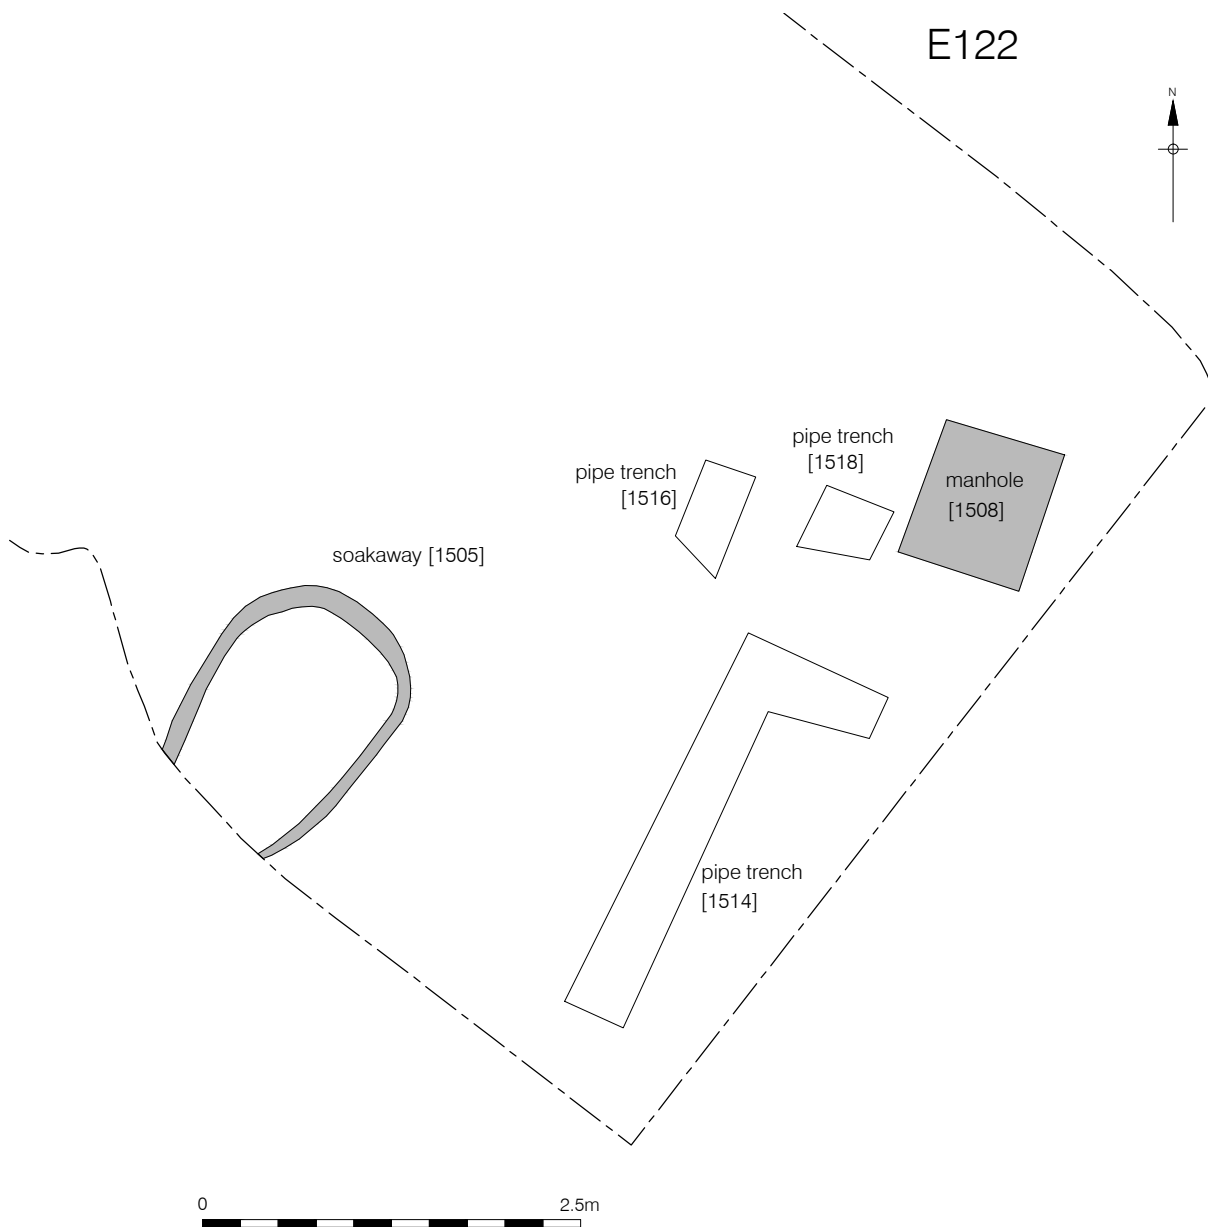 E122
N
pipe trench
[1518]
pipe trench
[1516]
manhole
[1508]
soakaway [1505]
pipe trench
[1514]
0 2.5m